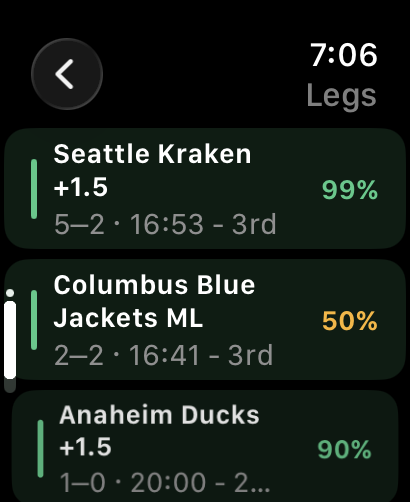 7:06
Legs
Seattle Kraken
+1.5
99%
5–2 · 16:53 - 3rd
Columbus Blue
Jackets ML
50%
2–2 · 16:41 - 3rd
Anaheim Ducks
+1.5
90%
1–0 · 20:00 - 2...